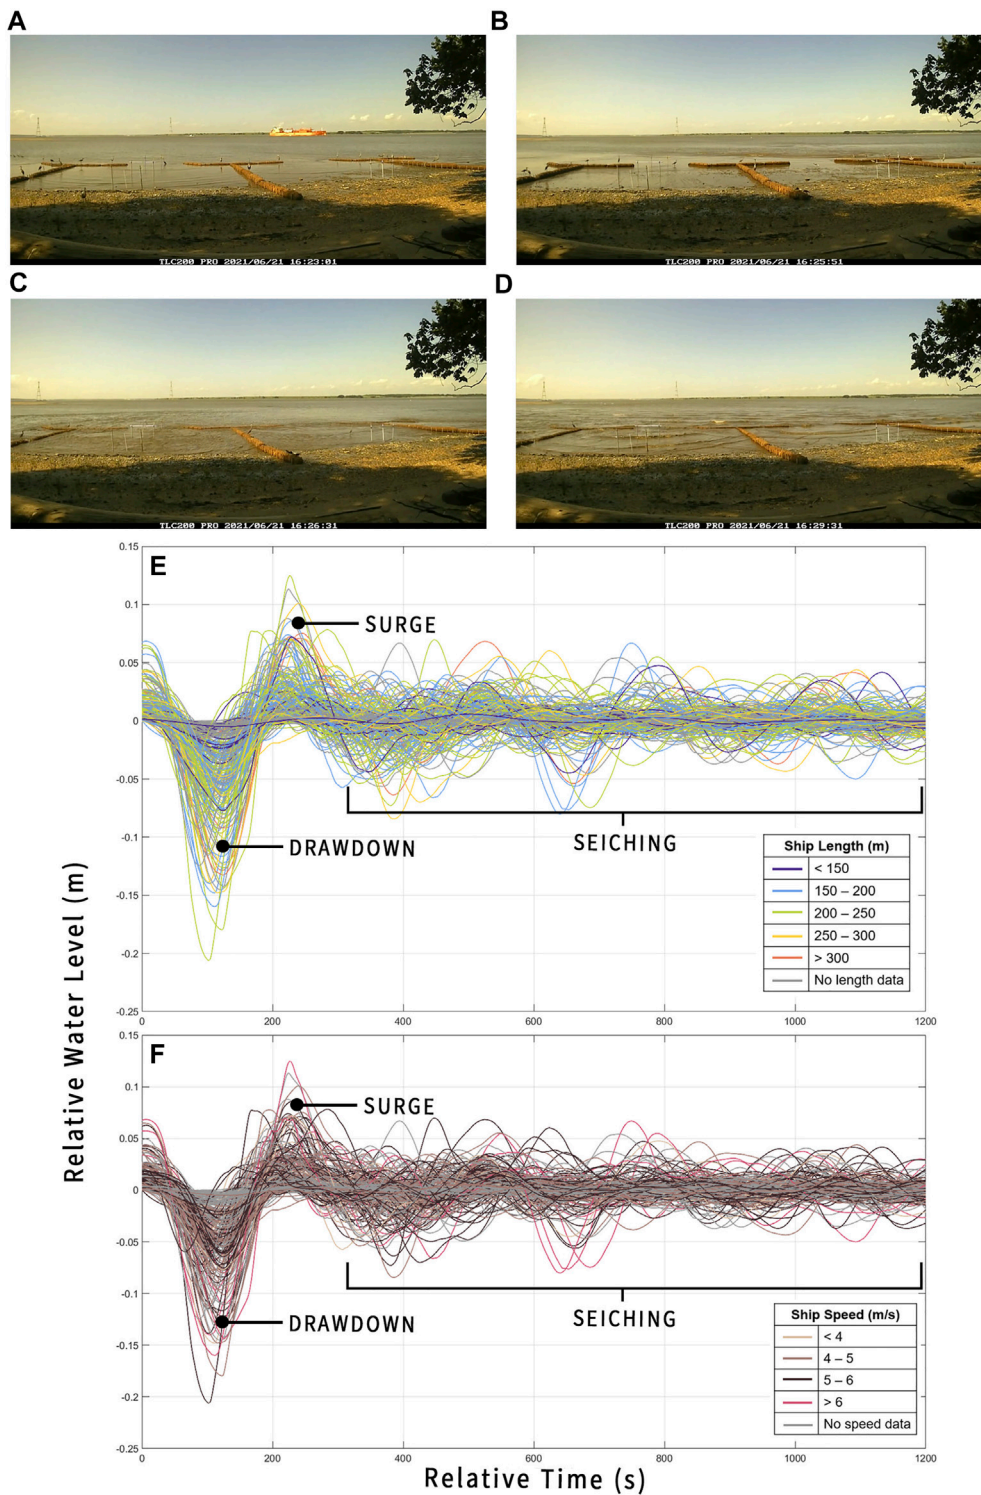 A
B
TLC200 PRO 2021/06/21 16:23:01
TLC200 PRO 2021/06/21 16:25:51
C
D
TLC200 PRO 2021/06/21 16:26:31
TLC200 PRO 2021/06/21 16:29:31
E
0.15
0.1
0.05
0
-0.05
-0.1
-0.15
-0.2
-0.25
SURGE
DRAWDOWN
SEICHING
Ship Length (m)
< 150
150 – 200
200 – 250
250 – 300
> 300
No length data
0 200 400 600 800 1000 1200
Relative Water Level (m)
F
0.15
0.1
0.05
0
-0.05
-0.1
-0.15
-0.2
-0.25
SURGE
DRAWDOWN
SEICHING
Ship Speed (m/s)
< 4
4 – 5
5 – 6
> 6
No speed data
0 200 400 600 800 1000 1200
Relative Time (s)